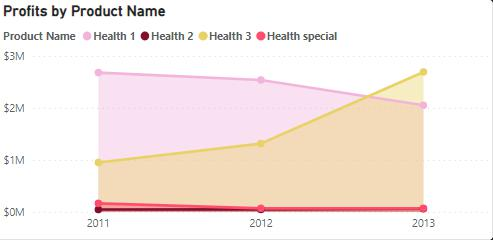 Profits by Product Name
Product Name Health 1 Health 2 Health 3 Health special
$3M
$2M
$1M
$0M
2011 2012 2013